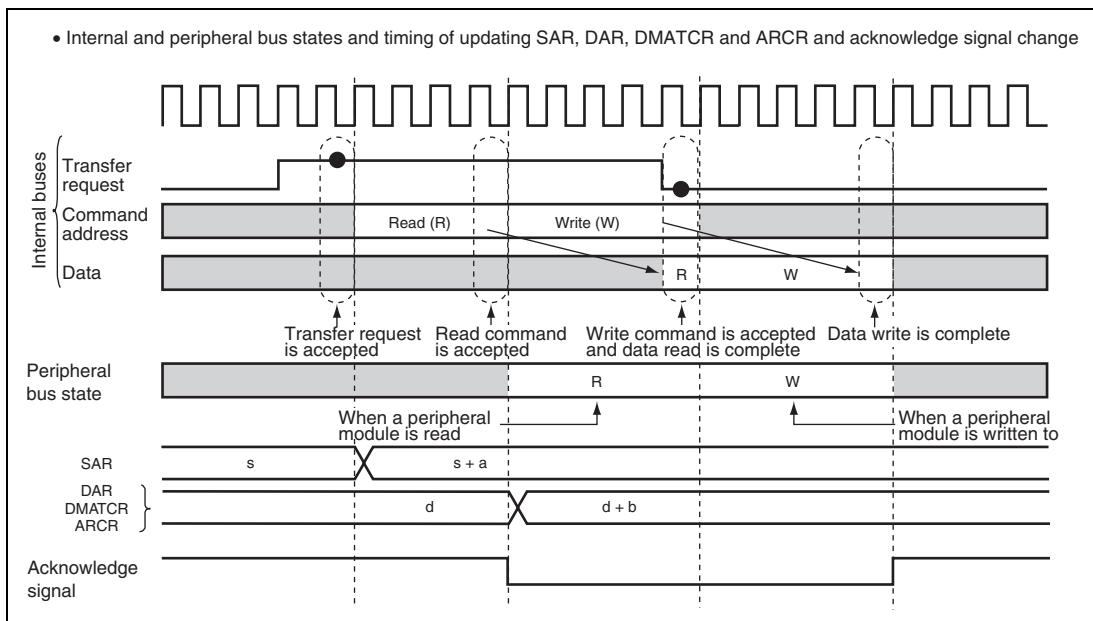 • Internal and peripheral bus states and timing of updating SAR, DAR, DMATCR and ARCR and acknowledge signal change
Internal buses
Transfer
request
Command
address
Read (R)
Write (W)
Data
R
W
Transfer request
is accepted
Read command
is accepted
Write command is accepted
and data read is complete
Data write is complete
Peripheral
bus state
R
W
When a peripheral
module is read
When a peripheral
module is written to
SAR
s
s + a
DAR
DMATCR
ARCR
d
d + b
Acknowledge
signal